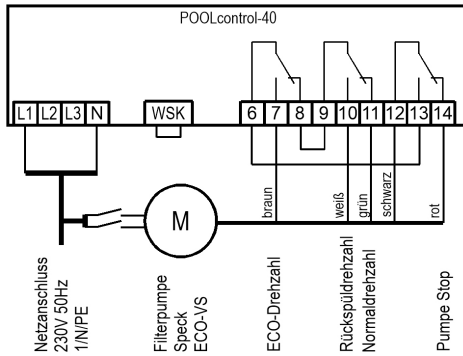 POOLcontrol-40
L1 L2 L3 N WSK 6 7 8 9 10 11 12 13 14
braun
weiß
grün
schwarz
rot
M
Netzanschluss
230V 50Hz
1/N/PE
Filterpumpe
Speck
ECO-VS
ECO-Drehzahl
Rückspüldrehzahl
Normaldrehzahl
Pumpe Stop